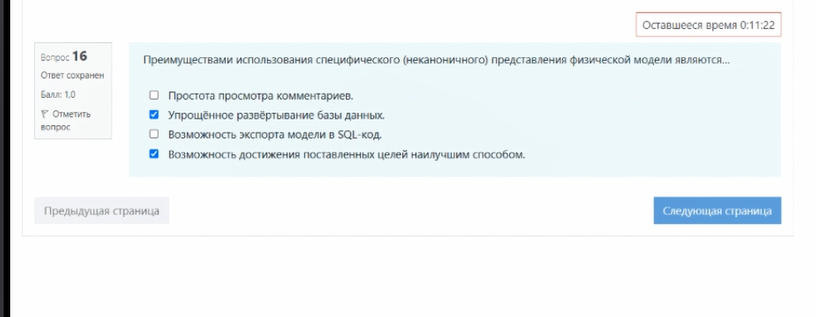 Оставшееся время 0:11:22
Вопрос 16
Ответ сохранен
Балл: 1,0
Отметить
вопрос
Преимуществами использования специфического (неканоничного) представления физической модели являются...
Простота просмотра комментариев.
Упрощённое развёртывание базы данных.
Возможность экспорта модели в SQL-код.
Возможность достижения поставленных целей наилучшим способом.
Предыдущая страница
Следующая страница